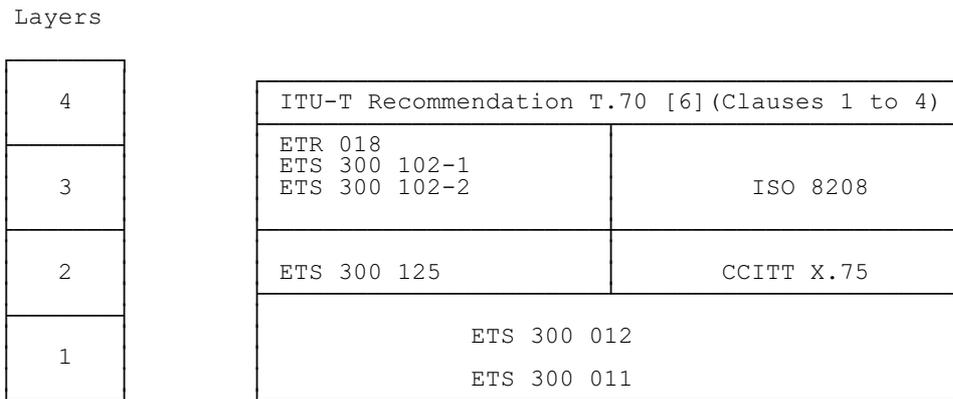 Layers
4
ITU-T Recommendation T.70 [6](Clauses 1 to 4)
ETR 018
ETS 300 102-1
3
ETS 300 102-2
ISO 8208
2
ETS 300 125
CCITT X.75
ETS 300 012
1
ETS 300 011